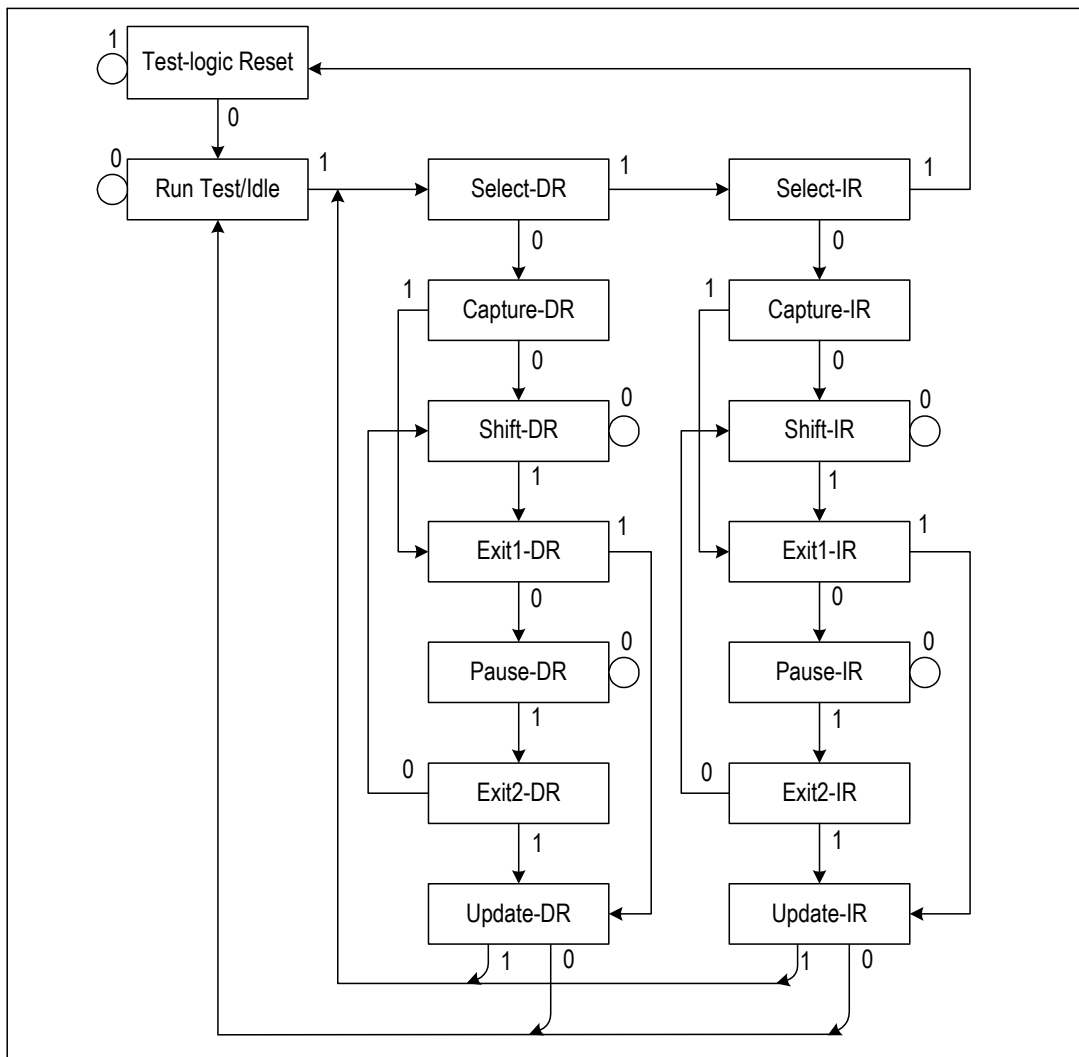 1
Test-logic Reset
0
0
Run Test/Idle
1
Select-DR
1
Select-IR
1
0
0
1
Capture-DR
1
Capture-IR
0
0
Shift-DR
0
Shift-IR
0
1
1
Exit1-DR
1
Exit1-IR
1
0
0
Pause-DR
0
Pause-IR
0
1
1
0
Exit2-DR
0
Exit2-IR
1
1
Update-DR
Update-IR
1
0
1
0